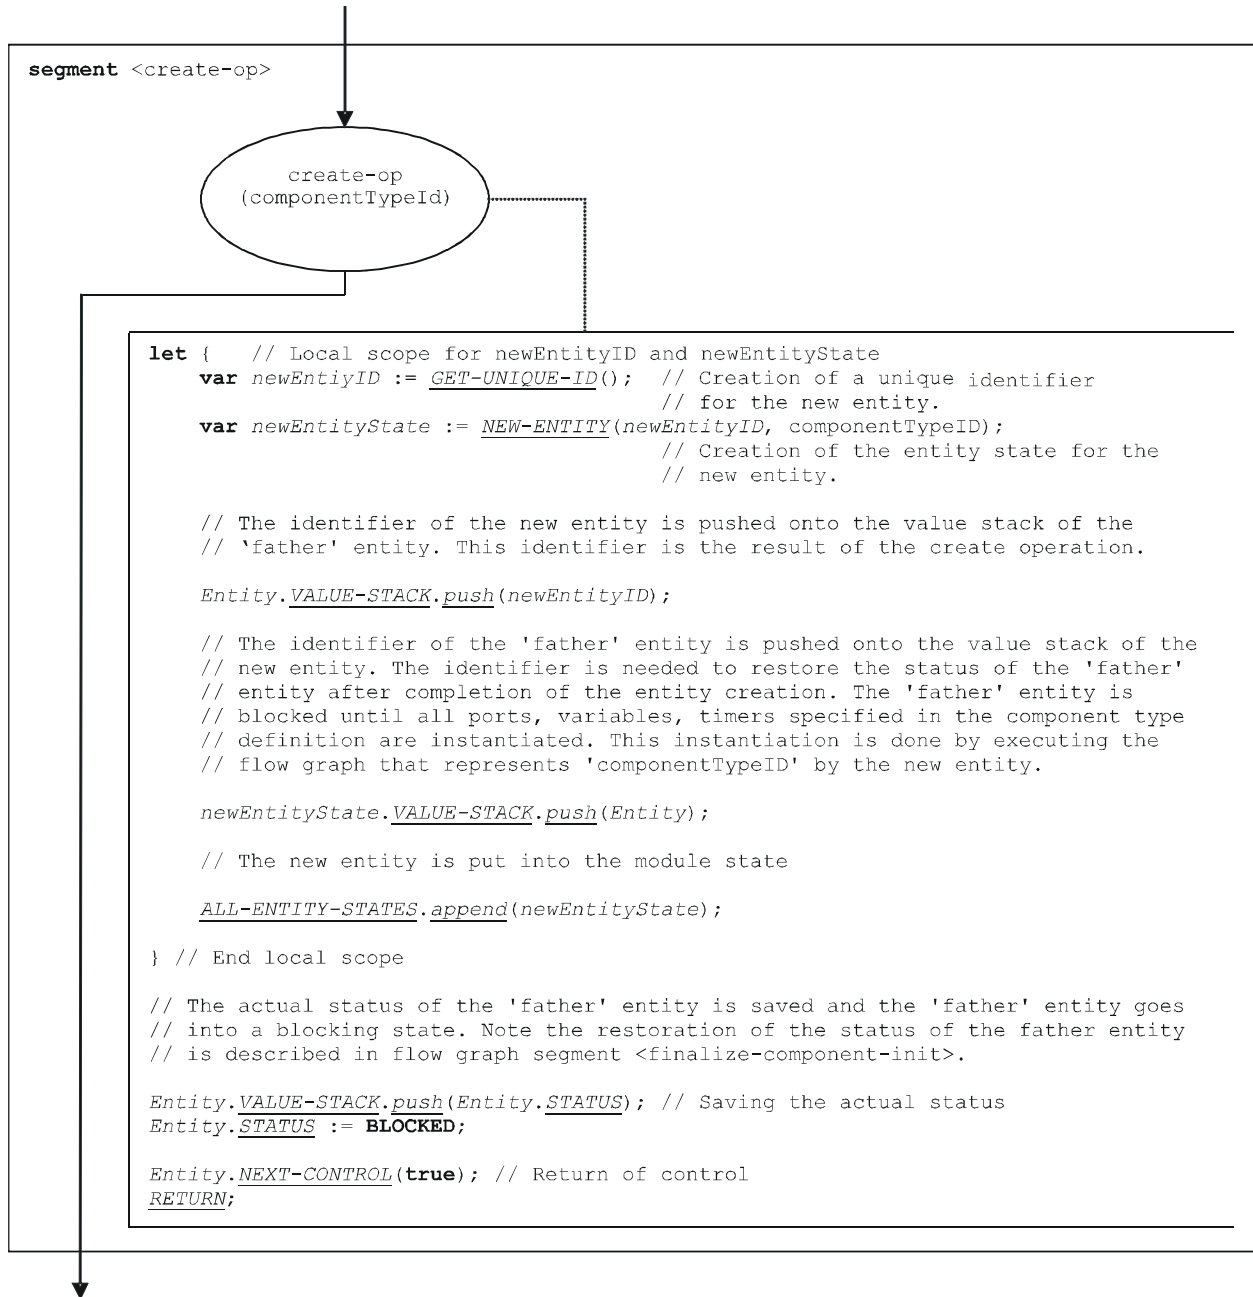 segment <create-op>
create-op
(componentTypeId)
let {   // Local scope for newEntityID and newEntityState
var newEntiyID := GET-UNIQUE-ID();  // Creation of a unique identifier
// for the new entity.
var newEntityState := NEW-ENTITY(newEntityID, componentTypeID);
// Creation of the entity state for the
// new entity.
// The identifier of the new entity is pushed onto the value stack of the
// ‘father' entity. This identifier is the result of the create operation.
Entity.VALUE-STACK.push(newEntityID);
// The identifier of the 'father' entity is pushed onto the value stack of the
// new entity. The identifier is needed to restore the status of the 'father'
// entity after completion of the entity creation. The 'father' entity is
// blocked until all ports, variables, timers specified in the component type
// definition are instantiated. This instantiation is done by executing the
// flow graph that represents 'componentTypeID' by the new entity.
newEntityState.VALUE-STACK.push(Entity);
// The new entity is put into the module state
ALL-ENTITY-STATES.append(newEntityState);
} // End local scope
// The actual status of the 'father' entity is saved and the 'father' entity goes
// into a blocking state. Note the restoration of the status of the father entity
// is described in flow graph segment <finalize-component-init>.
Entity.VALUE-STACK.push(Entity.STATUS); // Saving the actual status
Entity.STATUS := BLOCKED;
Entity.NEXT-CONTROL(true); // Return of control
RETURN;